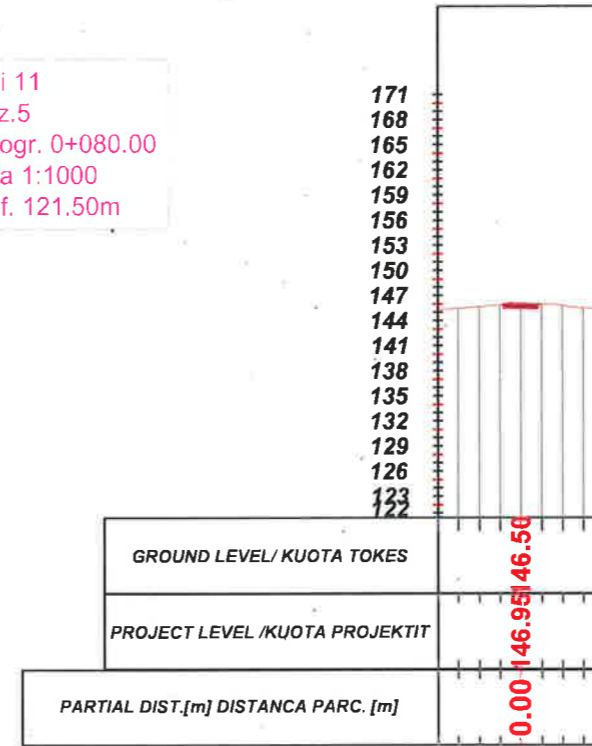 i 11
z.5
ogr. 0+080.00
a 1:1000
f. 121.50m
171
168
165
162
159
156
153
150
147
144
141
138
135
132
129
126
123
122
GROUND LEVEL/ KUOTA TOKES
146.50
PROJECT LEVEL /KUOTA PROJEKTIT
146.95
PARTIAL DIST.[m] DISTANCA PARC. [m]
0.00